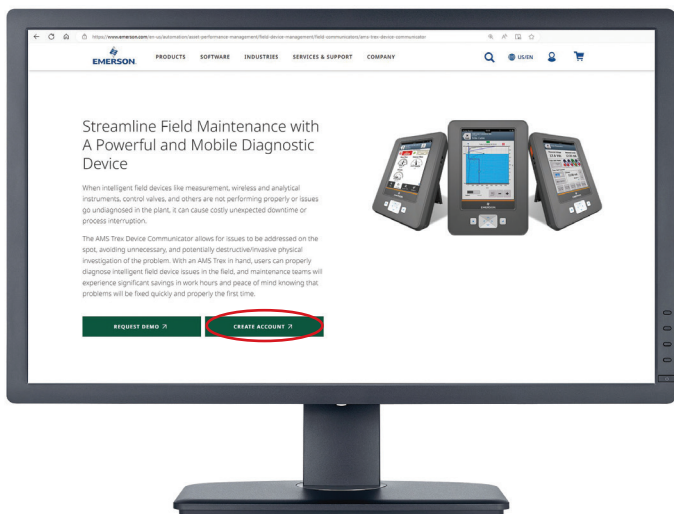 https://www.emerson.com/en-us/automation/asset-performance-management/field-device-management/field-communicators/ams-trex-device-communicator
EMERSON PRODUCTS SOFTWARE INDUSTRIES SERVICES & SUPPORT COMPANY US/EN
Streamline Field Maintenance with
A Powerful and Mobile Diagnostic
Device
When intelligent field devices like measurement, wireless and analytical
instruments, control valves, and others are not performing properly or issues
go undiagnosed in the plant, it can cause costly unexpected downtime or
process interruption.
The AMS Trex Device Communicator allows for issues to be addressed on the
spot, avoiding unnecessary, and potentially destructive/invasive physical
investigation of the problem. With an AMS Trex in hand, users can properly
diagnose intelligent field device issues in the field, and maintenance teams will
experience significant savings in work hours and peace of mind knowing that
problems will be fixed quickly and properly the first time.
REQUEST DEMO CREATE ACCOUNT